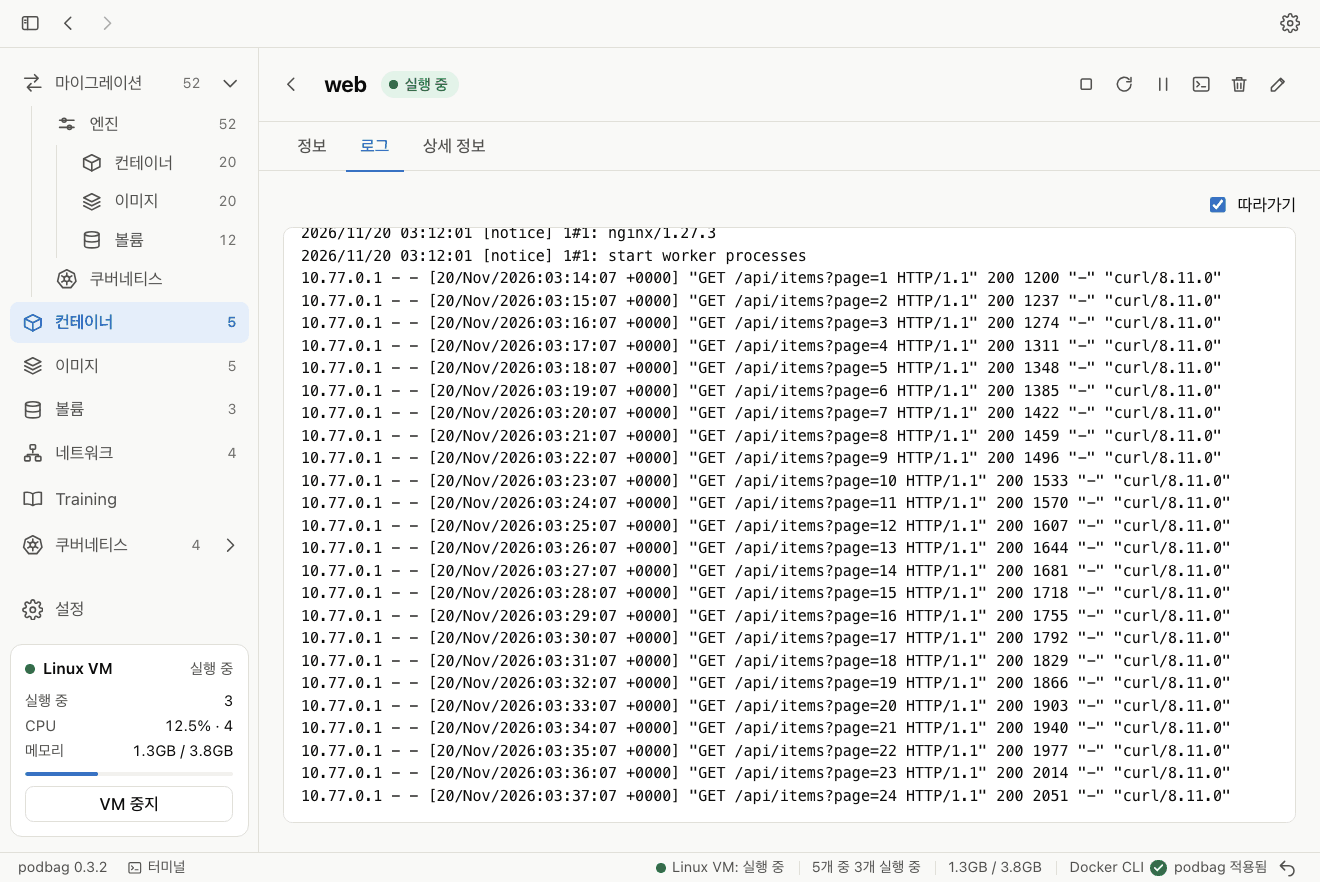 마이그레이션 52
엔진 52
컨테이너 20
이미지 20
볼륨 12
쿠버네티스
컨테이너 5
이미지 5
볼륨 3
네트워크 4
Training
쿠버네티스 4
설정
Linux VM 실행 중
실행 중 3
CPU 12.5% · 4
메모리 1.3GB / 3.8GB
VM 중지
web 실행 중
정보 로그 상세 정보
따라가기
2026/11/20 03:12:01 [notice] 1#1: nginx/1.27.3
2026/11/20 03:12:01 [notice] 1#1: start worker processes
10.77.0.1 - - [20/Nov/2026:03:14:07 +0000] "GET /api/items?page=1 HTTP/1.1" 200 1200 "-" "curl/8.11.0"
10.77.0.1 - - [20/Nov/2026:03:15:07 +0000] "GET /api/items?page=2 HTTP/1.1" 200 1237 "-" "curl/8.11.0"
10.77.0.1 - - [20/Nov/2026:03:16:07 +0000] "GET /api/items?page=3 HTTP/1.1" 200 1274 "-" "curl/8.11.0"
10.77.0.1 - - [20/Nov/2026:03:17:07 +0000] "GET /api/items?page=4 HTTP/1.1" 200 1311 "-" "curl/8.11.0"
10.77.0.1 - - [20/Nov/2026:03:18:07 +0000] "GET /api/items?page=5 HTTP/1.1" 200 1348 "-" "curl/8.11.0"
10.77.0.1 - - [20/Nov/2026:03:19:07 +0000] "GET /api/items?page=6 HTTP/1.1" 200 1385 "-" "curl/8.11.0"
10.77.0.1 - - [20/Nov/2026:03:20:07 +0000] "GET /api/items?page=7 HTTP/1.1" 200 1422 "-" "curl/8.11.0"
10.77.0.1 - - [20/Nov/2026:03:21:07 +0000] "GET /api/items?page=8 HTTP/1.1" 200 1459 "-" "curl/8.11.0"
10.77.0.1 - - [20/Nov/2026:03:22:07 +0000] "GET /api/items?page=9 HTTP/1.1" 200 1496 "-" "curl/8.11.0"
10.77.0.1 - - [20/Nov/2026:03:23:07 +0000] "GET /api/items?page=10 HTTP/1.1" 200 1533 "-" "curl/8.11.0"
10.77.0.1 - - [20/Nov/2026:03:24:07 +0000] "GET /api/items?page=11 HTTP/1.1" 200 1570 "-" "curl/8.11.0"
10.77.0.1 - - [20/Nov/2026:03:25:07 +0000] "GET /api/items?page=12 HTTP/1.1" 200 1607 "-" "curl/8.11.0"
10.77.0.1 - - [20/Nov/2026:03:26:07 +0000] "GET /api/items?page=13 HTTP/1.1" 200 1644 "-" "curl/8.11.0"
10.77.0.1 - - [20/Nov/2026:03:27:07 +0000] "GET /api/items?page=14 HTTP/1.1" 200 1681 "-" "curl/8.11.0"
10.77.0.1 - - [20/Nov/2026:03:28:07 +0000] "GET /api/items?page=15 HTTP/1.1" 200 1718 "-" "curl/8.11.0"
10.77.0.1 - - [20/Nov/2026:03:29:07 +0000] "GET /api/items?page=16 HTTP/1.1" 200 1755 "-" "curl/8.11.0"
10.77.0.1 - - [20/Nov/2026:03:30:07 +0000] "GET /api/items?page=17 HTTP/1.1" 200 1792 "-" "curl/8.11.0"
10.77.0.1 - - [20/Nov/2026:03:31:07 +0000] "GET /api/items?page=18 HTTP/1.1" 200 1829 "-" "curl/8.11.0"
10.77.0.1 - - [20/Nov/2026:03:32:07 +0000] "GET /api/items?page=19 HTTP/1.1" 200 1866 "-" "curl/8.11.0"
10.77.0.1 - - [20/Nov/2026:03:33:07 +0000] "GET /api/items?page=20 HTTP/1.1" 200 1903 "-" "curl/8.11.0"
10.77.0.1 - - [20/Nov/2026:03:34:07 +0000] "GET /api/items?page=21 HTTP/1.1" 200 1940 "-" "curl/8.11.0"
10.77.0.1 - - [20/Nov/2026:03:35:07 +0000] "GET /api/items?page=22 HTTP/1.1" 200 1977 "-" "curl/8.11.0"
10.77.0.1 - - [20/Nov/2026:03:36:07 +0000] "GET /api/items?page=23 HTTP/1.1" 200 2014 "-" "curl/8.11.0"
10.77.0.1 - - [20/Nov/2026:03:37:07 +0000] "GET /api/items?page=24 HTTP/1.1" 200 2051 "-" "curl/8.11.0"
podbag 0.3.2 터미널 Linux VM: 실행 중 5개 중 3개 실행 중 1.3GB / 3.8GB Docker CLI podbag 적용됨